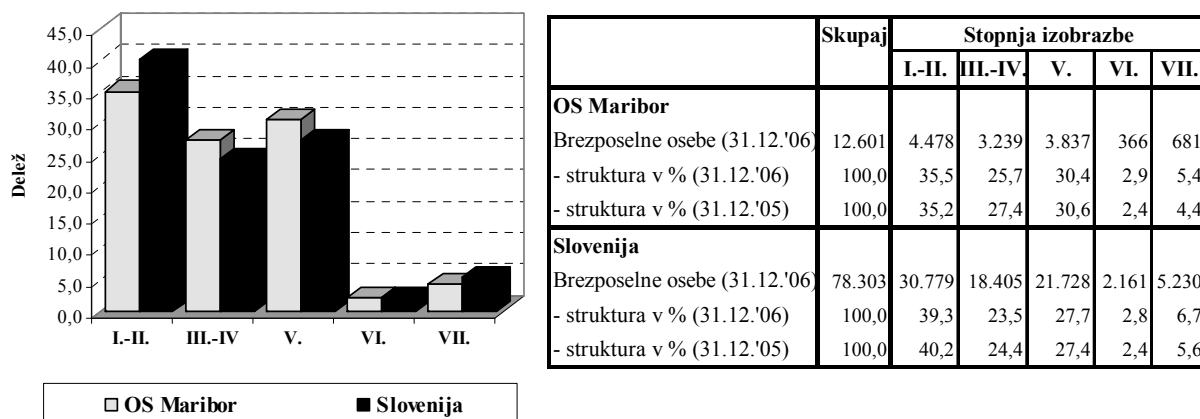 45,0
40,0
35,0
30,0
25,0
20,0
15,0
10,0
5,0
0,0
Delež
I.-II. III.-IV V. VI. VII.
OS Maribor Slovenija
Skupaj Stopnja izobrazbe
I.-II. III.-IV. V. VI. VII.
OS Maribor
Brezposelne osebe (31.12.'06) 12.601 4.478 3.239 3.837 366 681
- struktura v % (31.12.'06) 100,0 35,5 25,7 30,4 2,9 5,4
- struktura v % (31.12.'05) 100,0 35,2 27,4 30,6 2,4 4,4
Slovenija
Brezposelne osebe (31.12.'06) 78.303 30.779 18.405 21.728 2.161 5.230
- struktura v % (31.12.'06) 100,0 39,3 23,5 27,7 2,8 6,7
- struktura v % (31.12.'05) 100,0 40,2 24,4 27,4 2,4 5,6